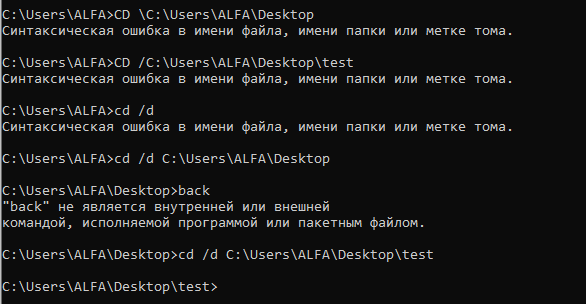 C:\Users\ALFA>CD \C:\Users\ALFA\Desktop
Синтаксическая ошибка в имени файла, имени папки или метке тома.
C:\Users\ALFA>CD /C:\Users\ALFA\Desktop\test
Синтаксическая ошибка в имени файла, имени папки или метке тома.
C:\Users\ALFA>cd /d
Синтаксическая ошибка в имени файла, имени папки или метке тома.
C:\Users\ALFA>cd /d C:\Users\ALFA\Desktop
C:\Users\ALFA\Desktop>back
"back" не является внутренней или внешней
командой, исполняемой программой или пакетным файлом.
C:\Users\ALFA\Desktop>cd /d C:\Users\ALFA\Desktop\test
C:\Users\ALFA\Desktop\test>